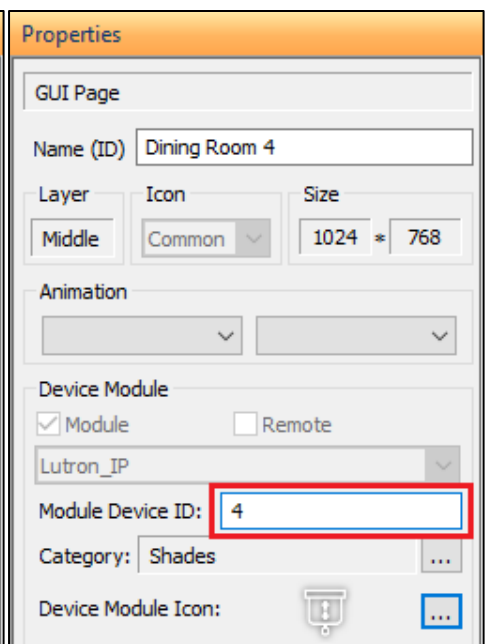 Properties
GUI Page
Name (ID) Dining Room 4
Layer Icon Size
Middle Common 1024 * 768
Animation
Device Module
Module Remote
Lutron_IP
Module Device ID: 4
Category: Shades ...
Device Module Icon: ...